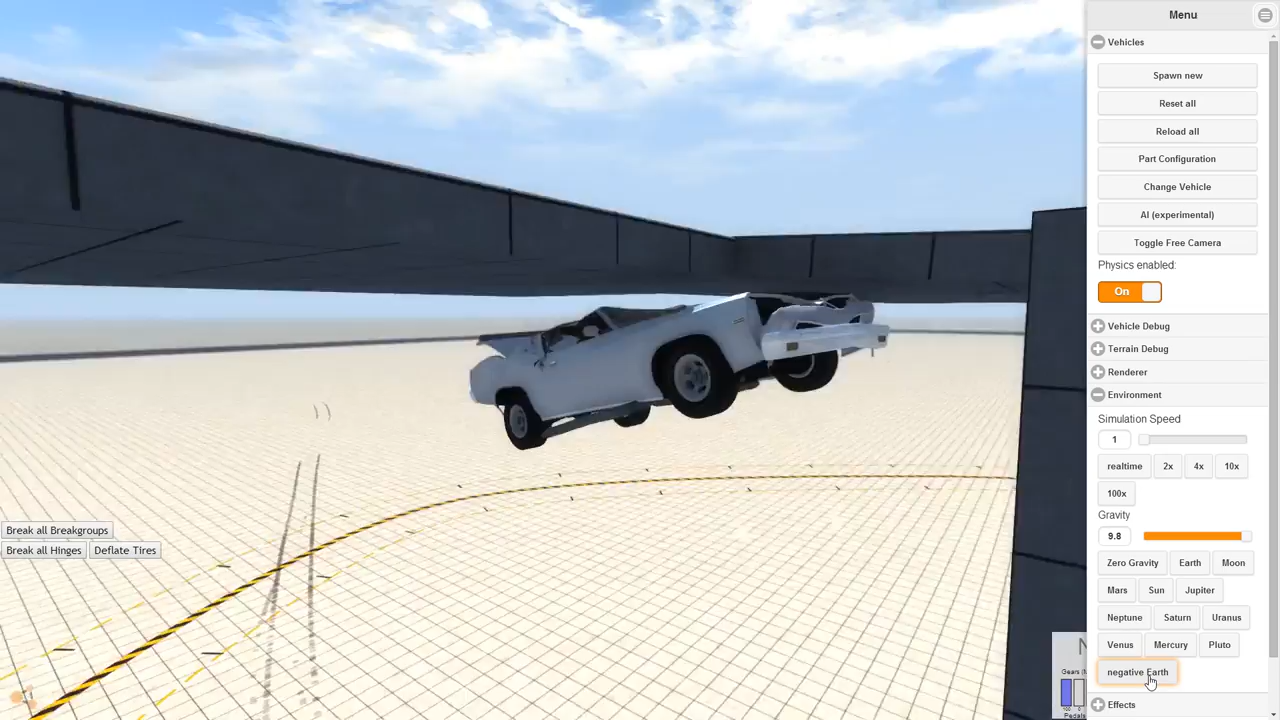 Menu
Vehicles
Spawn new
Reset all
Reload all
Part Configuration
Change Vehicle
AI (experimental)
Toggle Free Camera
Physics enabled:
On
Vehicle Debug
Terrain Debug
Renderer
Environment
Simulation Speed
1
realtime 2x 4x 10x
100x
Gravity
9.8
Zero Gravity Earth Moon
Mars Sun Jupiter
Neptune Saturn Uranus
Venus Mercury Pluto
negative Earth
Effects
Break all Breakgroups
Break all Hinges Deflate Tires
Gears
Pedals